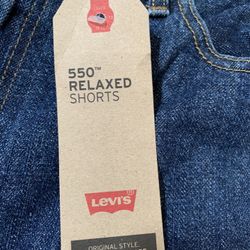 550™
RELAXED
SHORTS
Levi's
ORIGINAL STYLE,